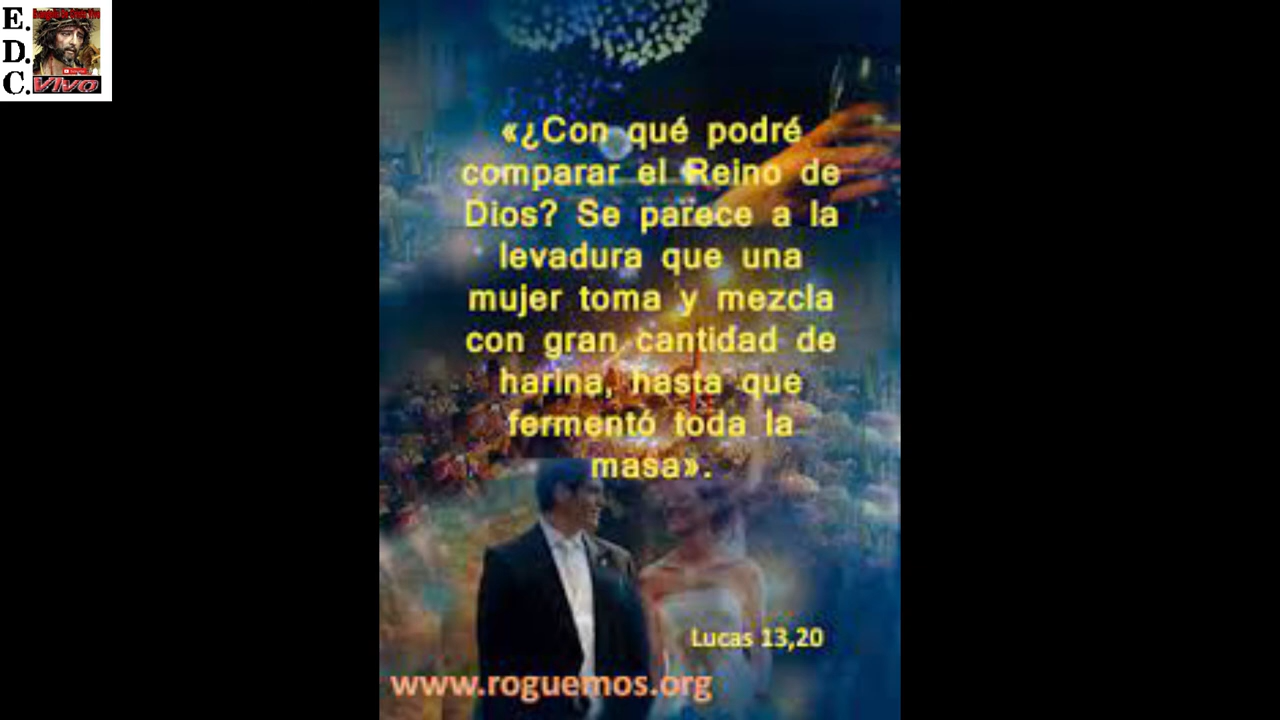 E.
D.
C. Vivo
«¿Con qué podré
comparar el Reino de
Dios? Se parece a la
levadura que una
mujer toma y mezcla
con gran cantidad de
harina, hasta que
fermentó toda la
masa».
Lucas 13,20
www.roguemos.org